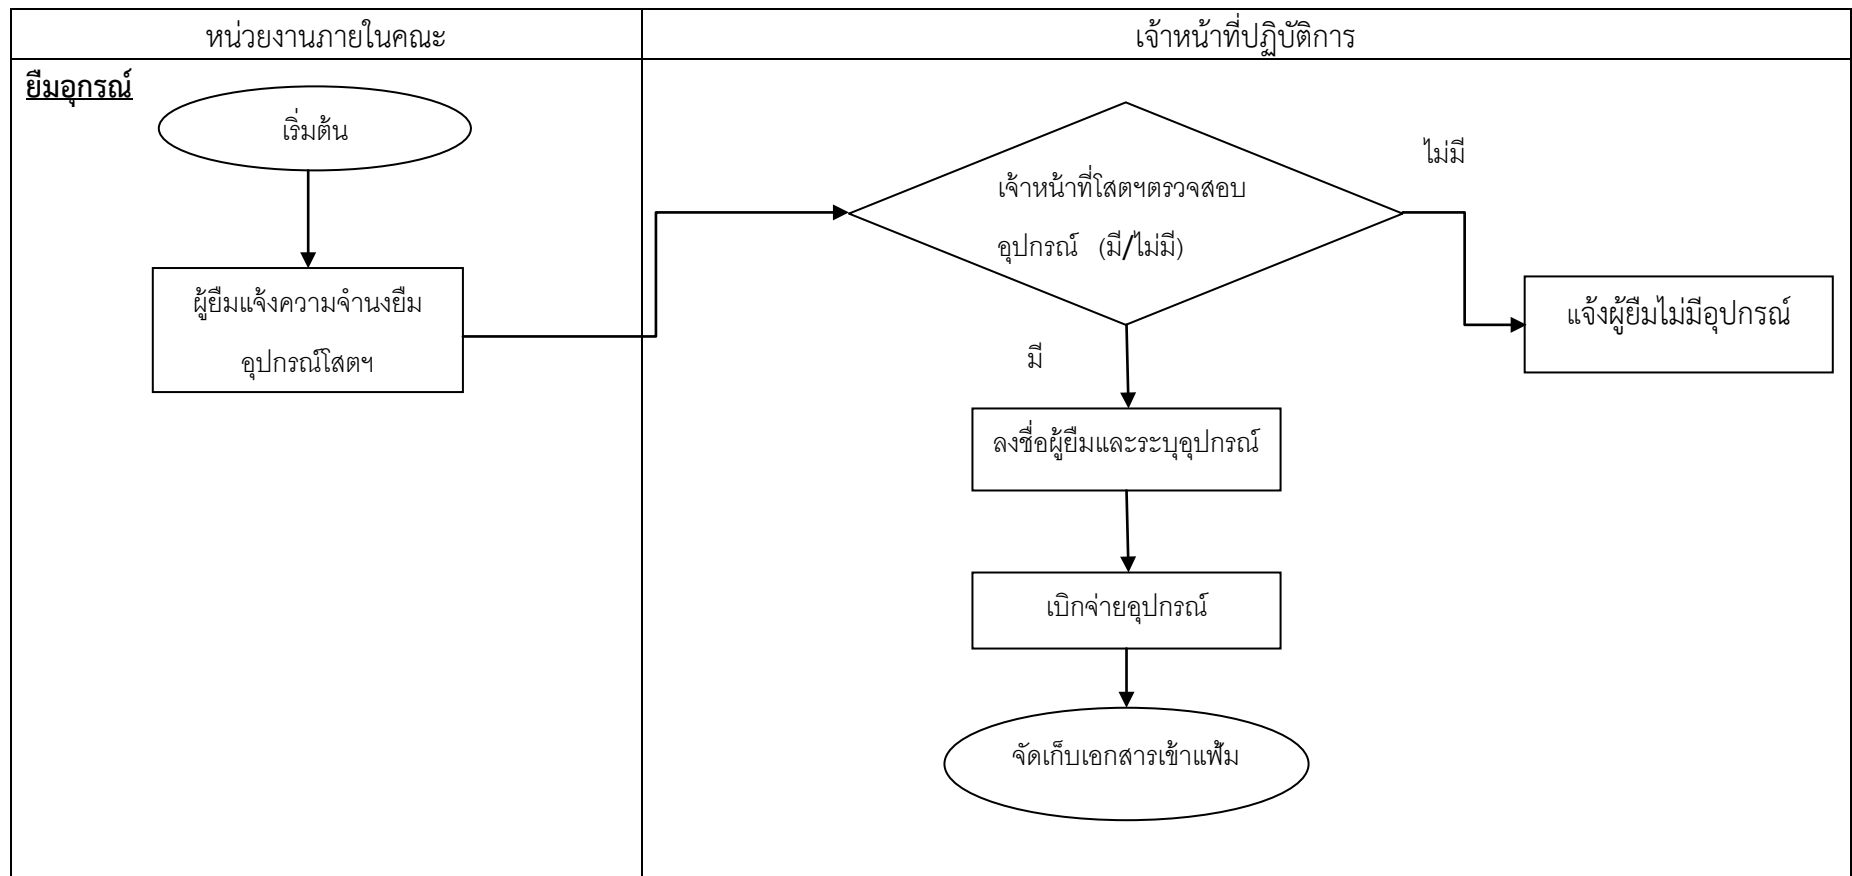 หน่วยงานภายในคณะ
เจ้าหน้าที่ปฏิบัติการ
ยืมอุกรณ์
เริ่มต้น
ผู้ยืมแจ้งความจำนงยืม
อุปกรณ์โสตฯ
เจ้าหน้าที่โสตฯตรวจสอบ
อุปกรณ์ (มี/ไม่มี)
ไม่มี
แจ้งผู้ยืมไม่มีอุปกรณ์
มี
ลงชื่อผู้ยืมและระบุอุปกรณ์
เบิกจ่ายอุปกรณ์
จัดเก็บเอกสารเข้าแฟ้ม